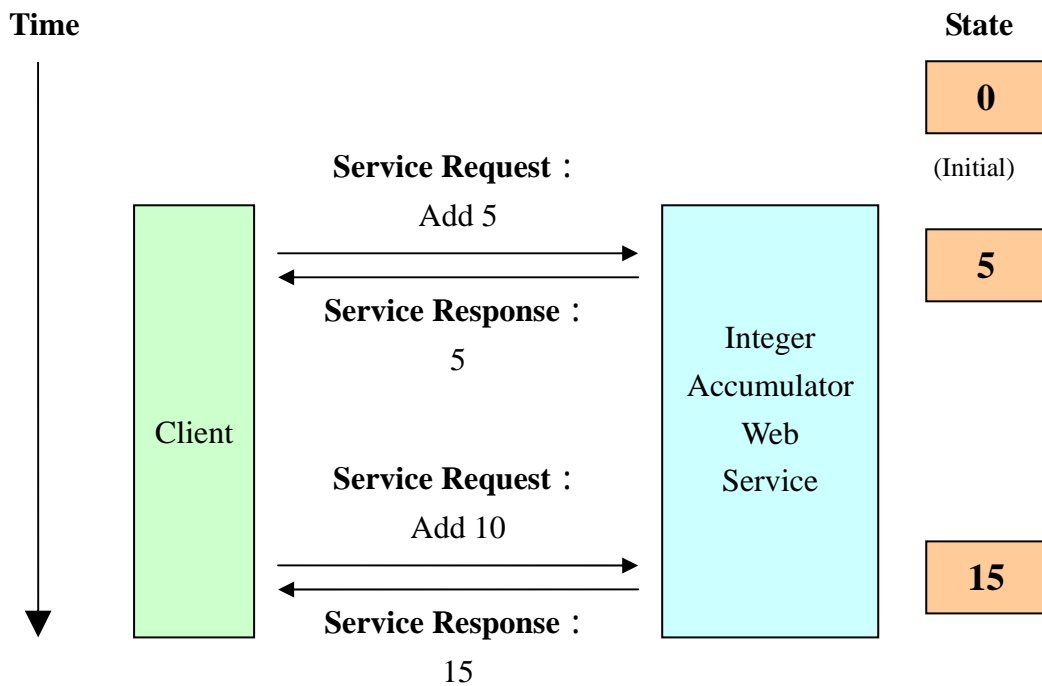 Time
State
0
(Initial)
Service Request :
Add 5
5
Service Response :
5
Client
Integer
Accumulator
Web
Service
Service Request :
Add 10
15
Service Response :
15